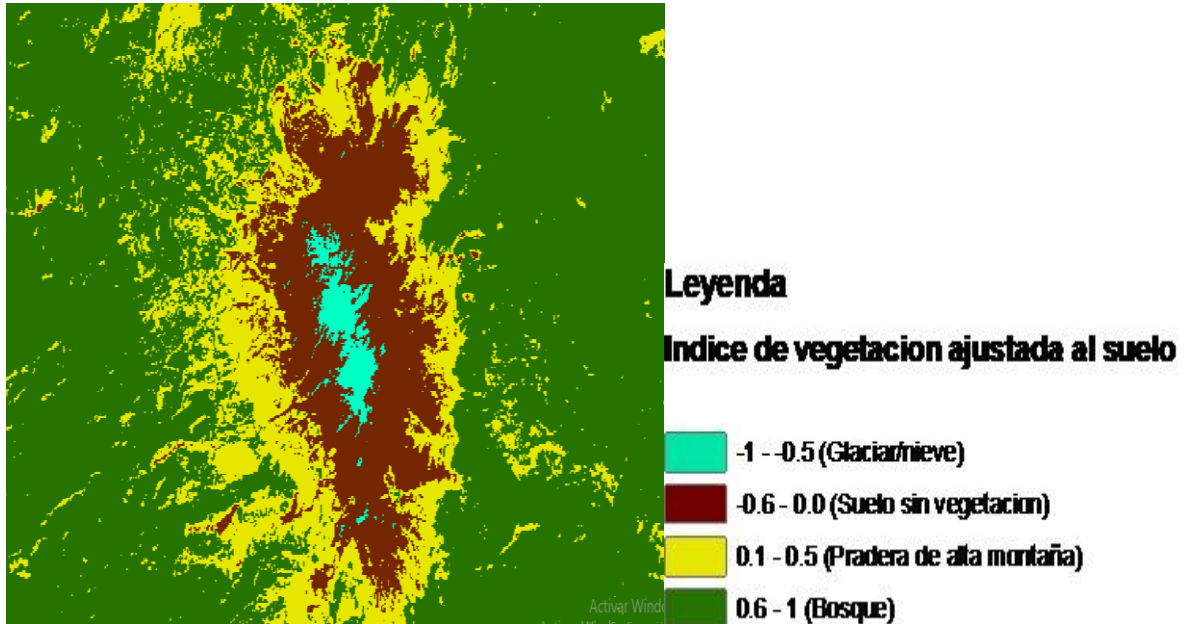 Leyenda
Indice de vegetacion ajustada al suelo
-1 - -0.5 (Glaciar/nieve)
-0.6 - 0.0 (Suelo sin vegetacion)
0.1 - 0.5 (Pradera de alta montaña)
0.6 - 1 (Bosque)
Activar Windo